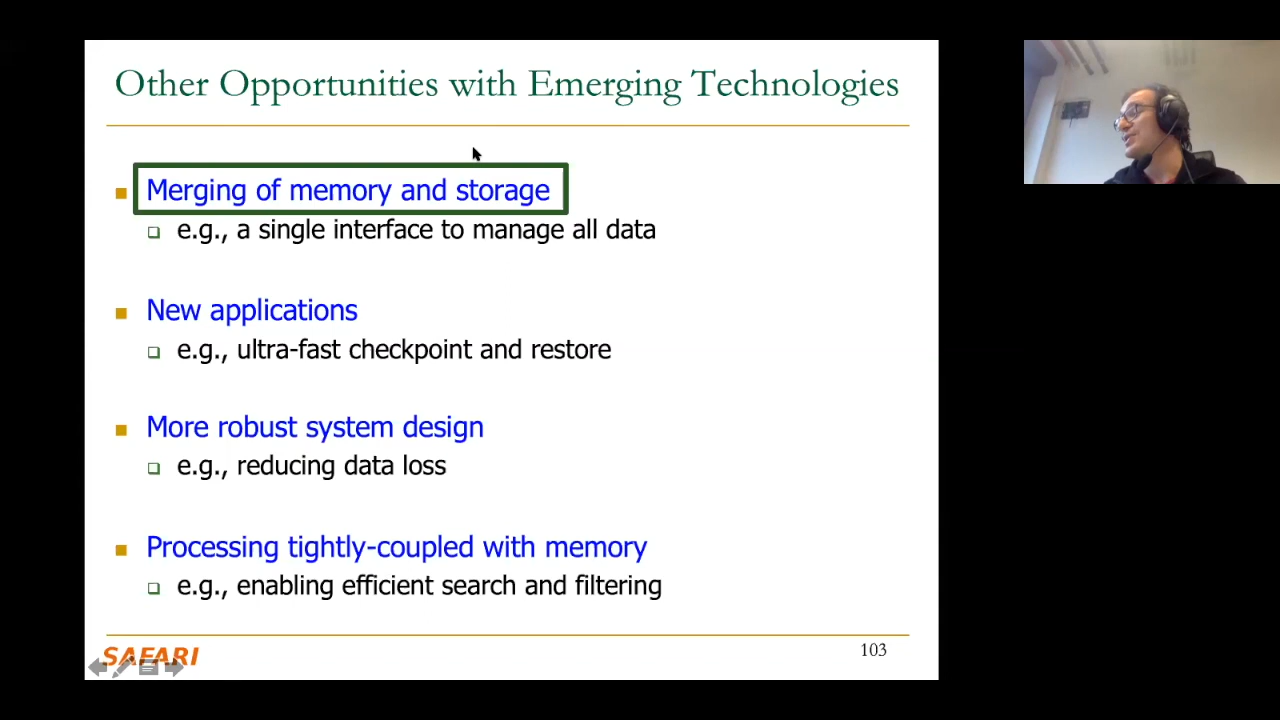 Other Opportunities with Emerging Technologies
Merging of memory and storage
e.g., a single interface to manage all data
New applications
e.g., ultra-fast checkpoint and restore
More robust system design
e.g., reducing data loss
Processing tightly-coupled with memory
e.g., enabling efficient search and filtering
SAFARI
103